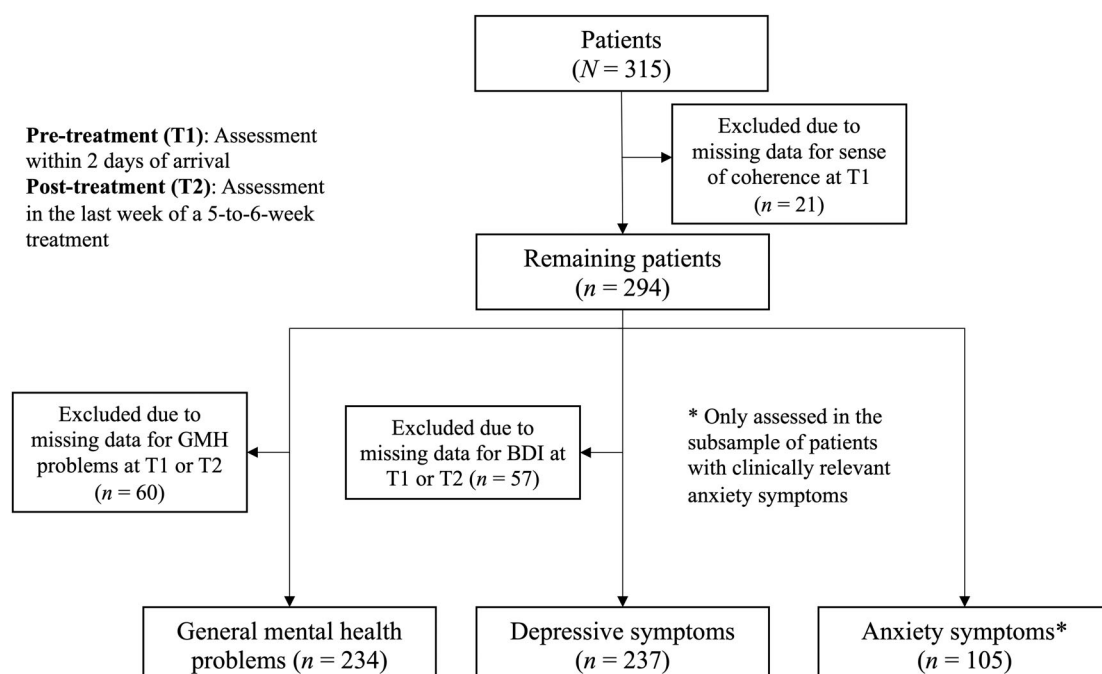 Patients
(N = 315)
Pre-treatment (T1): Assessment
within 2 days of arrival
Post-treatment (T2): Assessment
in the last week of a 5-to-6-week
treatment
Excluded due to
missing data for sense
of coherence at T1
(n = 21)
Remaining patients
(n = 294)
Excluded due to
missing data for GMH
problems at T1 or T2
(n = 60)
Excluded due to
missing data for BDI at
T1 or T2 (n = 57)
* Only assessed in the
subsample of patients
with clinically relevant
anxiety symptoms
General mental health
problems (n = 234)
Depressive symptoms
(n = 237)
Anxiety symptoms*
(n = 105)